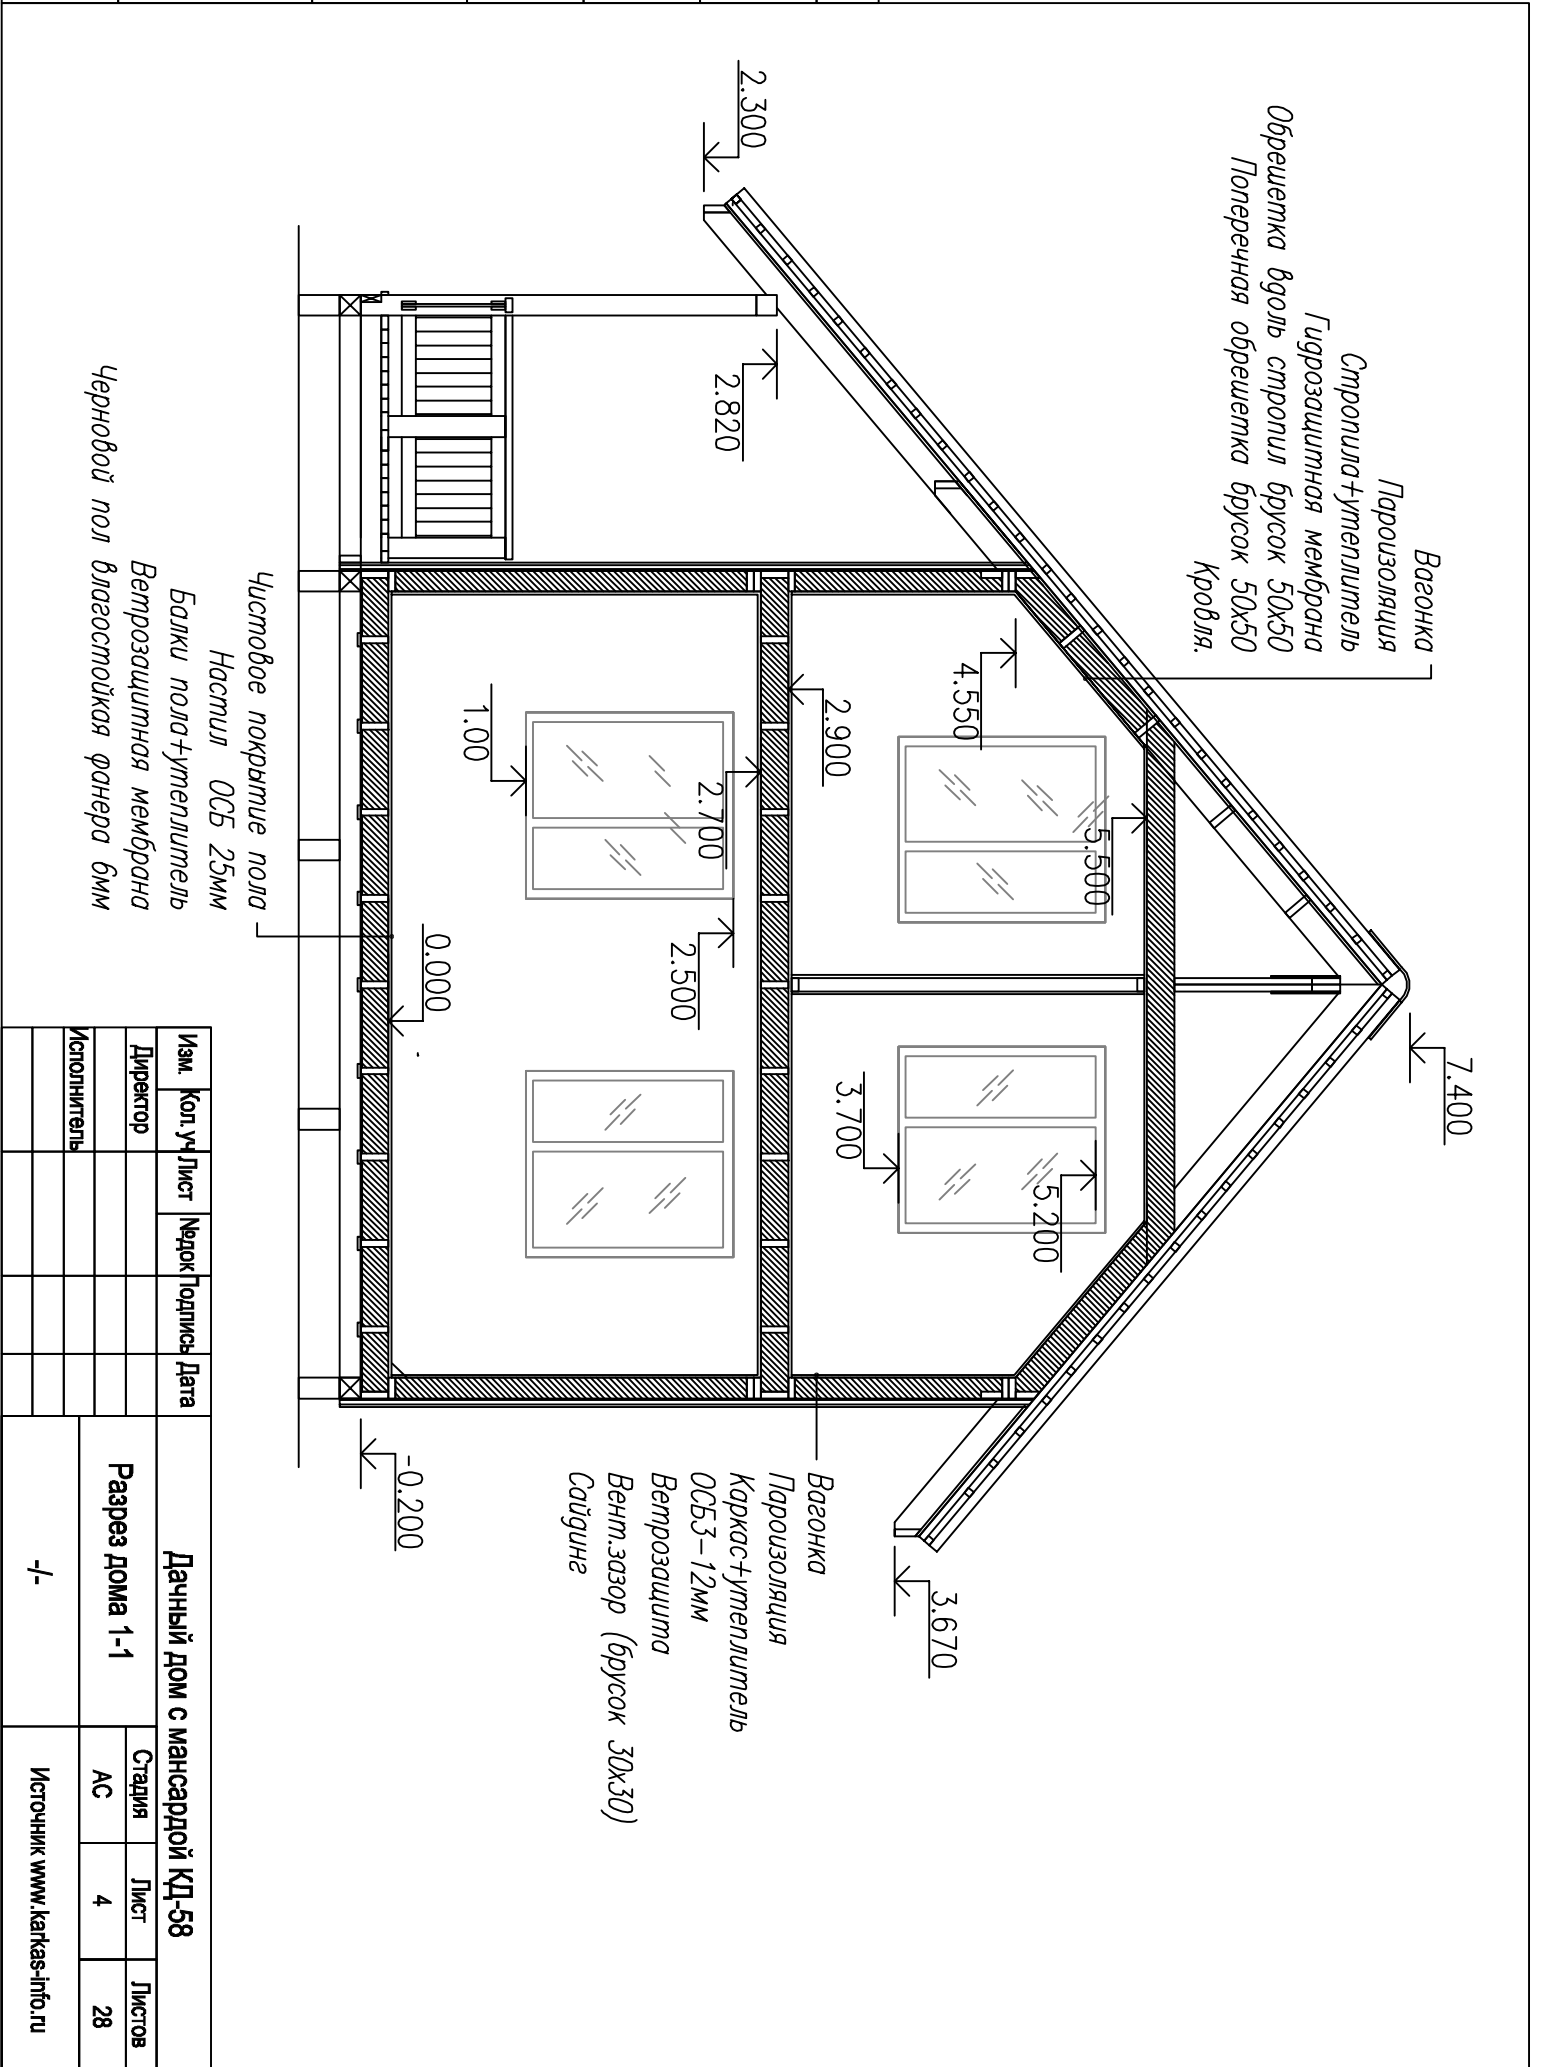 7.400
Вагонка
Пароизоляция
Стропила+утеплитель
Гидрозащитная мембрана
Обрешетка вдоль стропил брусок 50x50
Поперечная обрешетка брусок 50x50
Кровля.
5.500
5.200
4.550
3.700
3.670
2.900
2.300
2.820
2.700
2.500
1.00
0.000
-0.200
Вагонка
Пароизоляция
Каркас+утеплитель
ОСБ3-12мм
Ветрозащита
Вент.зазор (брусок 30x30)
Сайдинг
Чистовое покрытие пола
Настил ОСБ 25мм
Балки пола+утеплитель
Ветрозащитная мембрана
Черновой пол влагостойкая фанера 6мм
Изм. Кол.уч Лист №док Подпись Дата
Директор
Исполнитель
Дачный дом с мансардой КД-58
Разрез дома 1-1
Стадия Лист Листов
АС 4 28
-/-
Источник www.karkas-info.ru